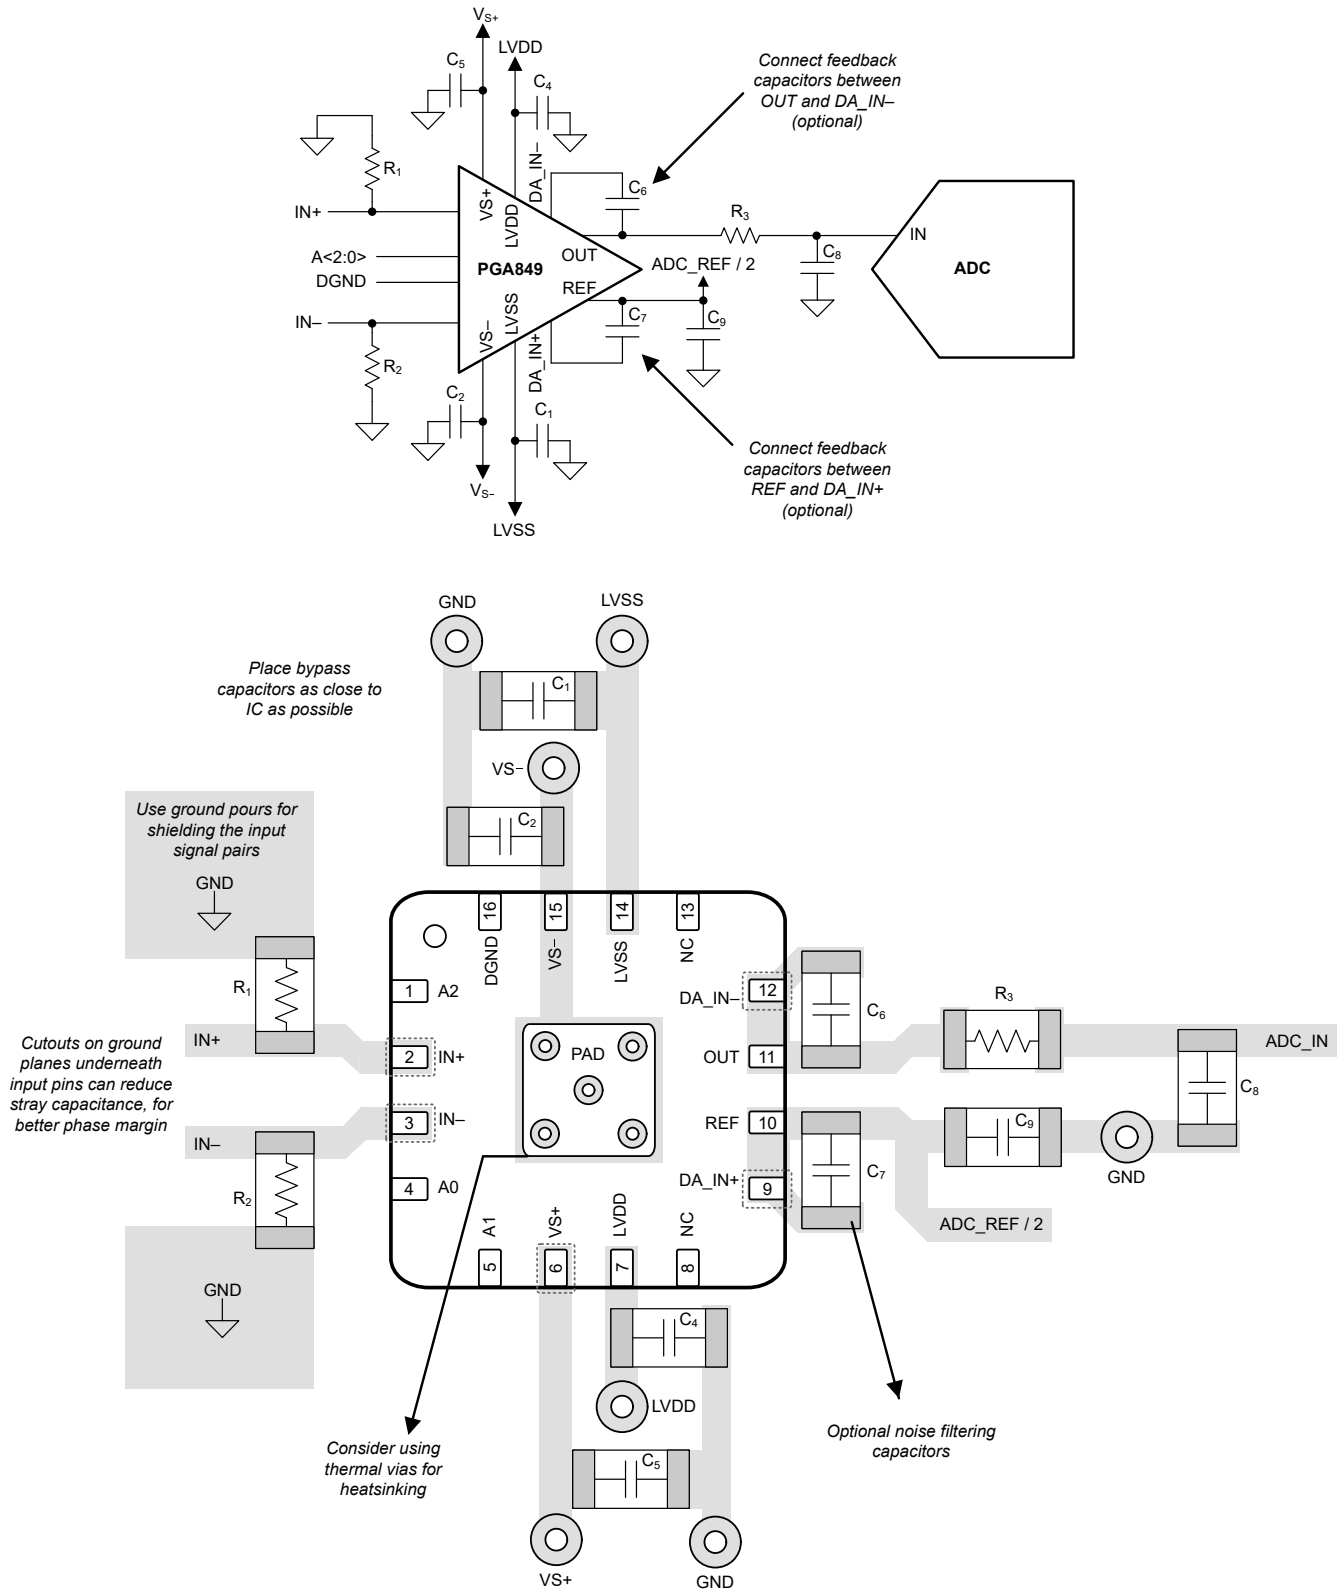 VS+
LVDD
C5
C4
Connect feedback
capacitors between
OUT and DA_IN–
(optional)
R1
DA_IN–
C6
IN+
VS+
LVDD
R3
IN
OUT
ADC_REF / 2
C8
A<2:0>
PGA849
ADC
DGND
REF
IN–
VS–
LVSS
C7
C9
DA_IN+
R2
C2
C1
Connect feedback
capacitors between
REF and DA_IN+
(optional)
VS–
LVSS
GND
LVSS
Place bypass
capacitors as close to
IC as possible
C1
VS–
Use ground pours for
shielding the input
signal pairs
C2
GND
16
15
14
13
DGND
VS–
LVSS
NC
R1
1
A2
DA_IN–
12
C6
R3
IN+
2
IN+
PAD
OUT
11
ADC_IN
Cutouts on ground
planes underneath
input pins can reduce
stray capacitance, for
better phase margin
C8
IN–
3
IN–
REF
10
C9
GND
R2
4
A0
DA_IN+
9
C7
A1
VS+
LVDD
NC
ADC_REF / 2
5
6
7
8
GND
C4
LVDD
Optional noise filtering
capacitors
Consider using
thermal vias for
heatsinking
C5
VS+
GND